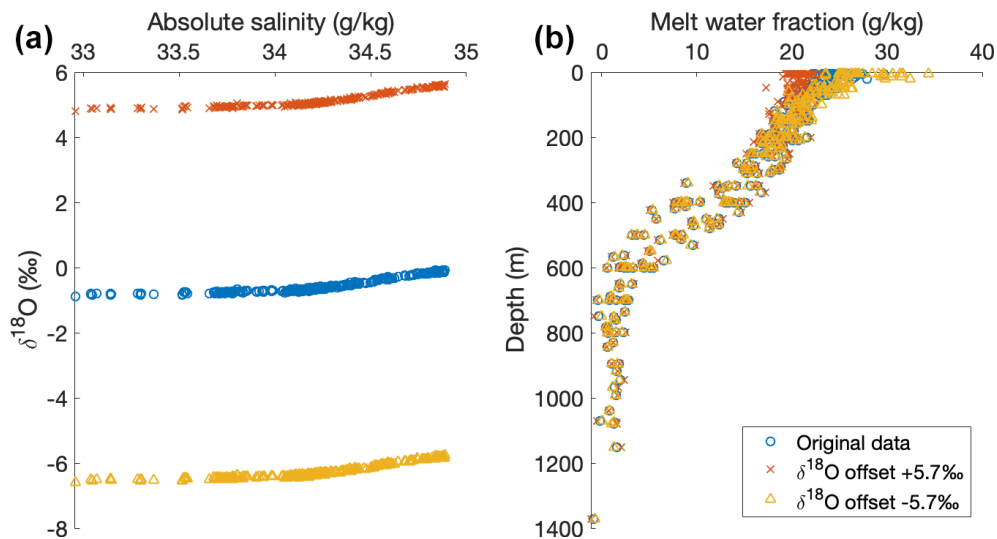 (a)
Absolute salinity (g/kg)
33 33.5 34 34.5 35
6
4
2
0
-2
-4
-6
-8
δ18O (‰)
(b)
Melt water fraction (g/kg)
0 10 20 30 40
0
200
400
600
800
1000
1200
1400
Depth (m)
Original data
δ18O offset +5.7‰
δ18O offset -5.7‰